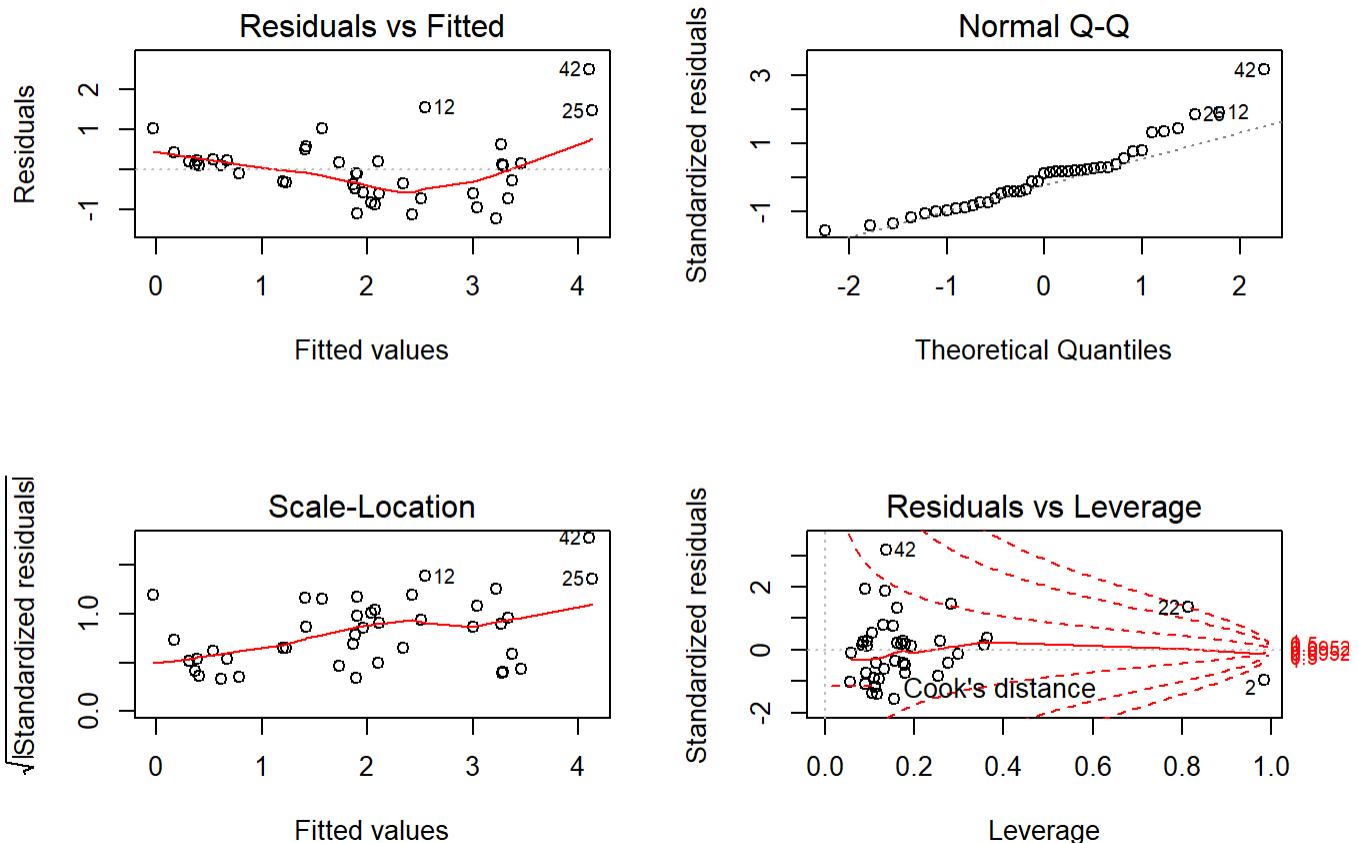 Residuals vs Fitted
Residuals
2
1
-1
42
12
25
0 1 2 3 4
Fitted values
Normal Q-Q
Standardized residuals
3
1
-1
42
12
-2 -1 0 1 2
Theoretical Quantiles
Scale-Location
√|Standardized residuals|
1.0
0.0
42
12
25
0 1 2 3 4
Fitted values
Residuals vs Leverage
Standardized residuals
2
0
-2
42
22
2
Cook's distance
0.0 0.2 0.4 0.6 0.8 1.0
Leverage